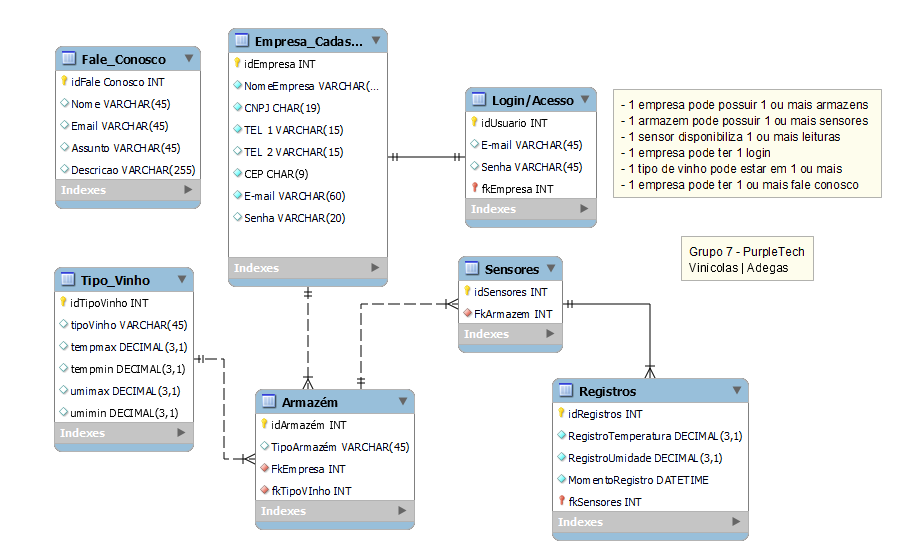 Fale_Conosco
idFale Conosco INT
Nome VARCHAR(45)
Email VARCHAR(45)
Assunto VARCHAR(45)
Descricao VARCHAR(255)
Indexes
Empresa_Cadas...
idEmpresa INT
NomeEmpresa VARCHAR(...
CNPJ CHAR(19)
TEL 1 VARCHAR(15)
TEL 2 VARCHAR(15)
CEP CHAR(9)
E-mail VARCHAR(60)
Senha VARCHAR(20)
Indexes
Login/Acesso
idUsuario INT
E-mail VARCHAR(45)
Senha VARCHAR(45)
fkEmpresa INT
Indexes
- 1 empresa pode possuir 1 ou mais armazens
- 1 armazem pode possuir 1 ou mais sensores
- 1 sensor disponibiliza 1 ou mais leituras
- 1 empresa pode ter 1 login
- 1 tipo de vinho pode estar em 1 ou mais
- 1 empresa pode ter 1 ou mais fale conosco
Grupo 7 - PurpleTech
Vinicolas | Adegas
Tipo_Vinho
idTipoVinho INT
tipoVinho VARCHAR(45)
tempmax DECIMAL(3,1)
tempmin DECIMAL(3,1)
umimax DECIMAL(3,1)
umimin DECIMAL(3,1)
Indexes
Sensores
idSensores INT
FkArmazem INT
Indexes
Armazém
idArmazém INT
TipoArmazém VARCHAR(45)
FkEmpresa INT
fkTipoVInho INT
Indexes
Registros
idRegistros INT
RegistroTemperatura DECIMAL(3,1)
RegistroUmidade DECIMAL(3,1)
MomentoRegistro DATETIME
fkSensores INT
Indexes